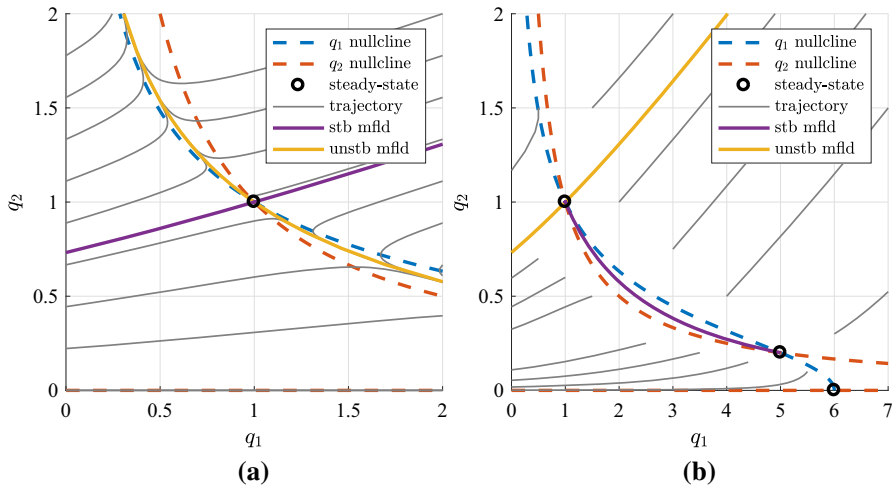 2
1.5
1
0.5
0
q₂
0
0.5
1
1.5
2
q₁
q₁ nullcline
q₂ nullcline
steady-state
trajectory
stb mfld
unstb mfld
(a)
2
1.5
1
0.5
0
q₂
0
1
2
3
4
5
6
7
q₁
q₁ nullcline
q₂ nullcline
steady-state
trajectory
stb mfld
unstb mfld
(b)